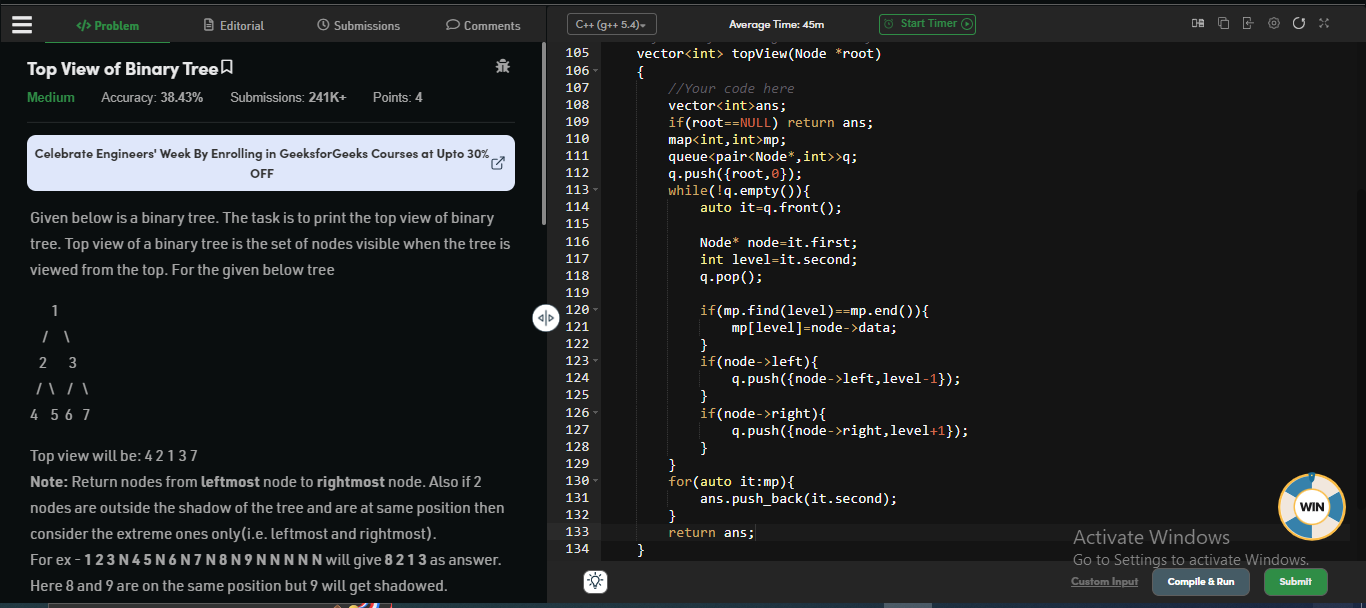 </> Problem
Editorial
Submissions
Comments
Top View of Binary Tree
Medium Accuracy: 38.43% Submissions: 241K+ Points: 4
Celebrate Engineers' Week By Enrolling in GeeksforGeeks Courses at Upto 30%
OFF
Given below is a binary tree. The task is to print the top view of binary
tree. Top view of a binary tree is the set of nodes visible when the tree is
viewed from the top. For the given below tree
1
/ \
2 3
/ \ / \
4 5 6 7
Top view will be: 4 2 1 3 7
Note: Return nodes from leftmost node to rightmost node. Also if 2
nodes are outside the shadow of the tree and are at same position then
consider the extreme ones only(i.e. leftmost and rightmost).
For ex - 1 2 3 N 4 5 N 6 N 7 N 8 N 9 N N N N N will give 8 2 1 3 as answer.
Here 8 and 9 are on the same position but 9 will get shadowed.
C++ (g++ 5.4)
Average Time: 45m
Start Timer
105 vector<int> topView(Node *root)
106 {
107 //Your code here
108 vector<int>ans;
109 if(root==NULL) return ans;
110 map<int,int>mp;
111 queue<pair<Node*,int>>q;
112 q.push({root,0});
113 while(!q.empty()){
114 auto it=q.front();
115
116 Node* node=it.first;
117 int level=it.second;
118 q.pop();
119
120 if(mp.find(level)==mp.end()){
121 mp[level]=node->data;
122 }
123 if(node->left){
124 q.push({node->left,level-1});
125 }
126 if(node->right){
127 q.push({node->right,level+1});
128 }
129 }
130 for(auto it:mp){
131 ans.push_back(it.second);
132 }
133 return ans;
134 }
WIN
Activate Windows
Go to Settings to activate Windows.
Custom Input
Compile & Run
Submit